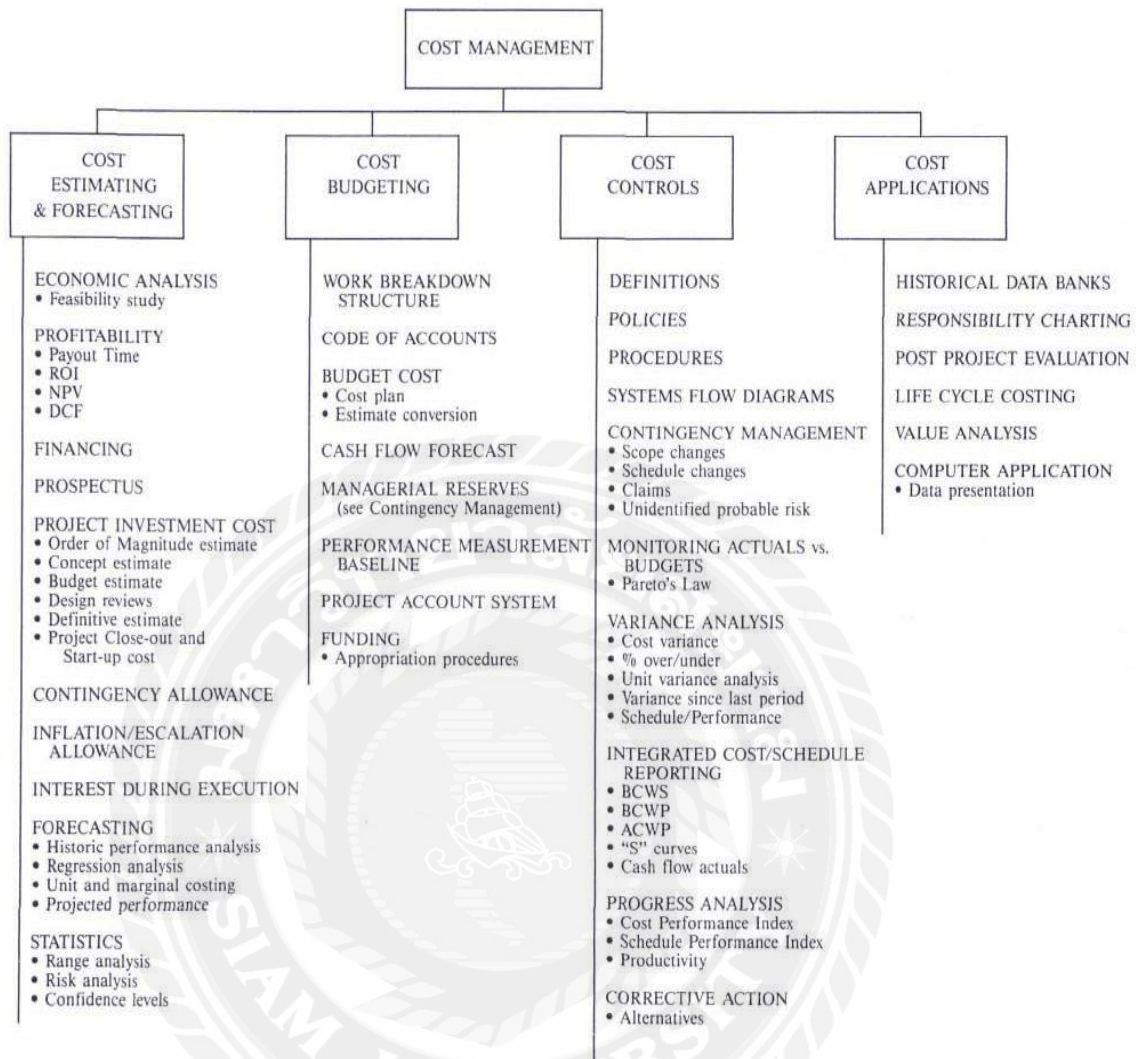 COST MANAGEMENT
COST
ESTIMATING
& FORECASTING
ECONOMIC ANALYSIS
• Feasibility study
PROFITABILITY
• Payout Time
• ROI
• NPV
• DCF
FINANCING
PROSPECTUS
PROJECT INVESTMENT COST
• Order of Magnitude estimate
• Concept estimate
• Budget estimate
• Design reviews
• Definitive estimate
• Project Close-out and
Start-up cost
CONTINGENCY ALLOWANCE
INFLATION/ESCALATION
ALLOWANCE
INTEREST DURING EXECUTION
FORECASTING
• Historic performance analysis
• Regression analysis
• Unit and marginal costing
• Projected performance
STATISTICS
• Range analysis
• Risk analysis
• Confidence levels
COST
BUDGETING
WORK BREAKDOWN
STRUCTURE
CODE OF ACCOUNTS
BUDGET COST
• Cost plan
• Estimate conversion
CASH FLOW FORECAST
MANAGERIAL RESERVES
(see Contingency Management)
PERFORMANCE MEASUREMENT
BASELINE
PROJECT ACCOUNT SYSTEM
FUNDING
• Appropriation procedures
COST
CONTROLS
DEFINITIONS
POLICIES
PROCEDURES
SYSTEMS FLOW DIAGRAMS
CONTINGENCY MANAGEMENT
• Scope changes
• Schedule changes
• Claims
• Unidentified probable risk
MONITORING ACTUALS vs.
BUDGETS
• Pareto's Law
VARIANCE ANALYSIS
• Cost variance
• % over/under
• Unit variance analysis
• Variance since last period
• Schedule/Performance
INTEGRATED COST/SCHEDULE
REPORTING
• BCWS
• BCWP
• ACWP
• "S" curves
• Cash flow actuals
PROGRESS ANALYSIS
• Cost Performance Index
• Schedule Performance Index
• Productivity
CORRECTIVE ACTION
• Alternatives
COST
APPLICATIONS
HISTORICAL DATA BANKS
RESPONSIBILITY CHARTING
POST PROJECT EVALUATION
LIFE CYCLE COSTING
VALUE ANALYSIS
COMPUTER APPLICATION
• Data presentation
SIAM